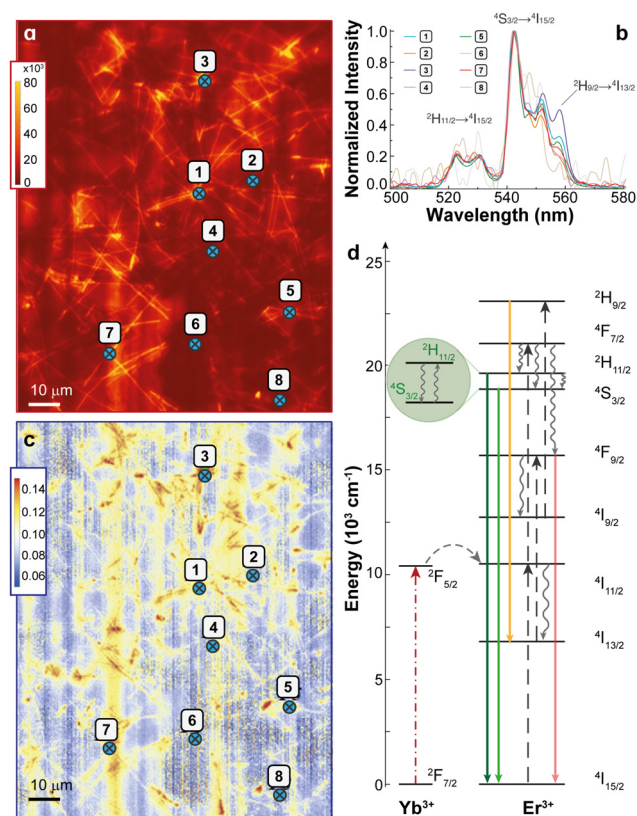 a
×10³
80
60
40
20
0
3
1
2
4
5
7
6
8
10 μm
b
⁴S₃/₂→⁴I₁₅/₂
²H₉/₂→⁴I₁₃/₂
²H₁₁/₂→⁴I₁₅/₂
1
2
3
4
5
6
7
8
Normalized Intensity
1.0
0.8
0.6
0.4
0.2
0.0
500 520 540 560 580
Wavelength (nm)
c
0.14
0.12
0.10
0.08
0.06
3
1
2
4
5
7
6
8
10 μm
d
Energy (10³ cm⁻¹)
25
20
15
10
5
0
²H₁₁/₂
⁴S₃/₂
²H₉/₂
⁴F₇/₂
²H₁₁/₂
⁴S₃/₂
⁴F₉/₂
⁴I₉/₂
⁴I₁₁/₂
⁴I₁₃/₂
⁴I₁₅/₂
²F₅/₂
²F₇/₂
Yb³⁺
Er³⁺